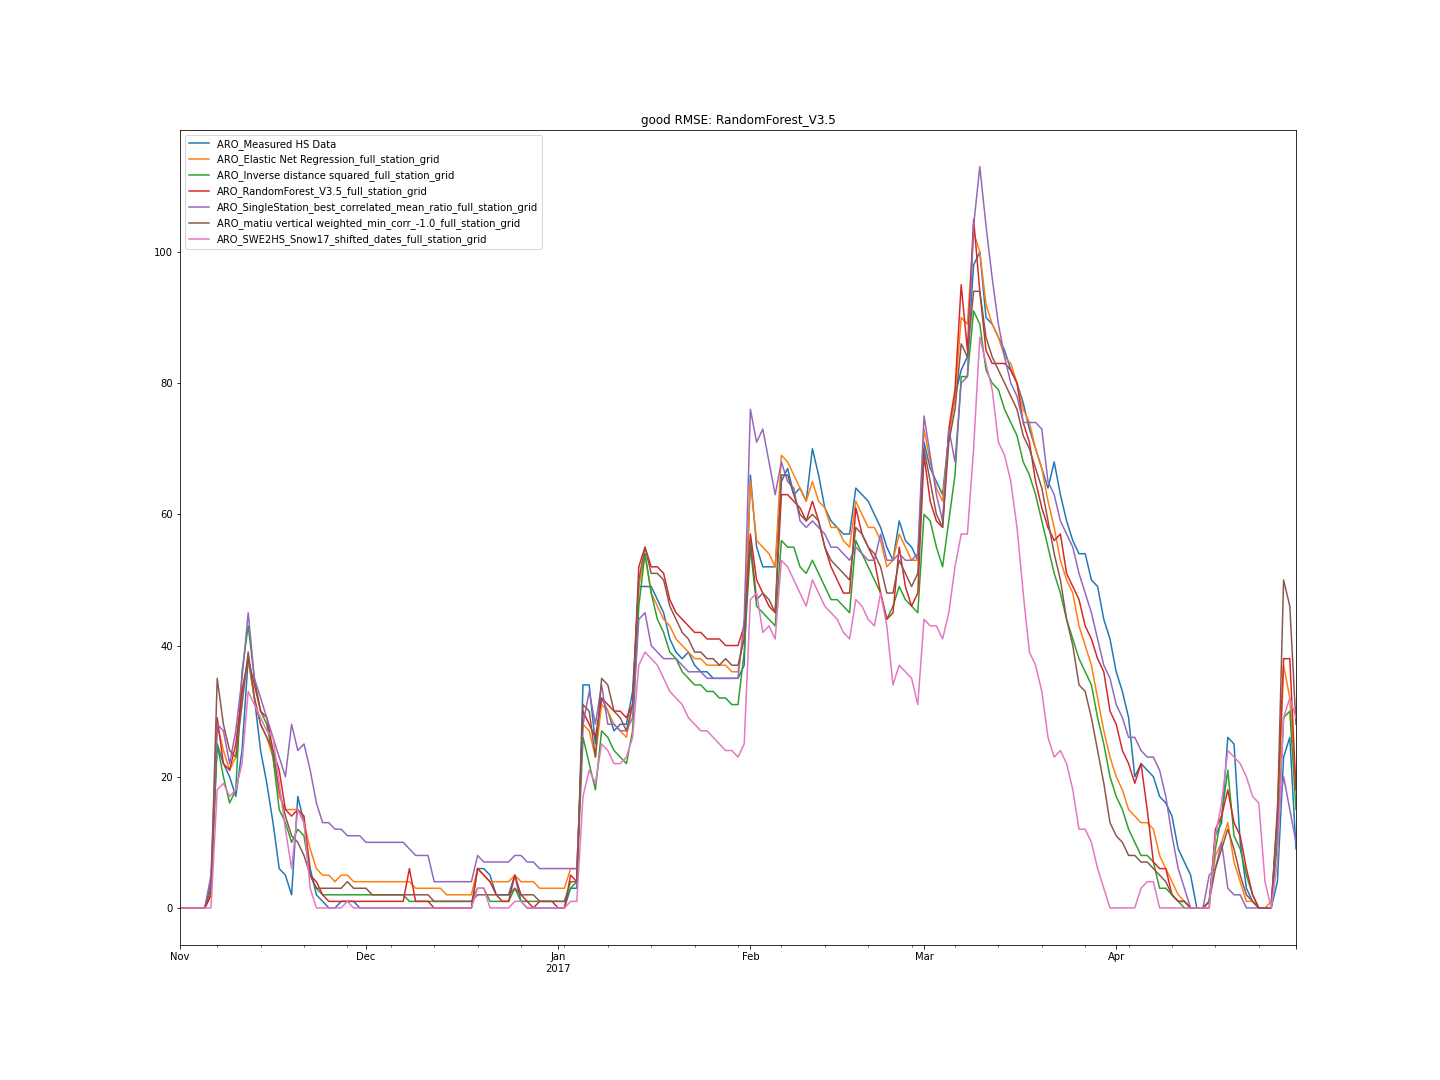 good RMSE: RandomForest_V3.5
ARO_Measured HS Data
ARO_Elastic Net Regression_full_station_grid
ARO_Inverse distance squared_full_station_grid
ARO_RandomForest_V3.5_full_station_grid
ARO_SingleStation_best_correlated_mean_ratio_full_station_grid
ARO_matiu vertical weighted_min_corr_-1.0_full_station_grid
ARO_SWE2HS_Snow17_shifted_dates_full_station_grid
100
80
60
40
20
0
Nov Dec Jan Feb Mar Apr
2017